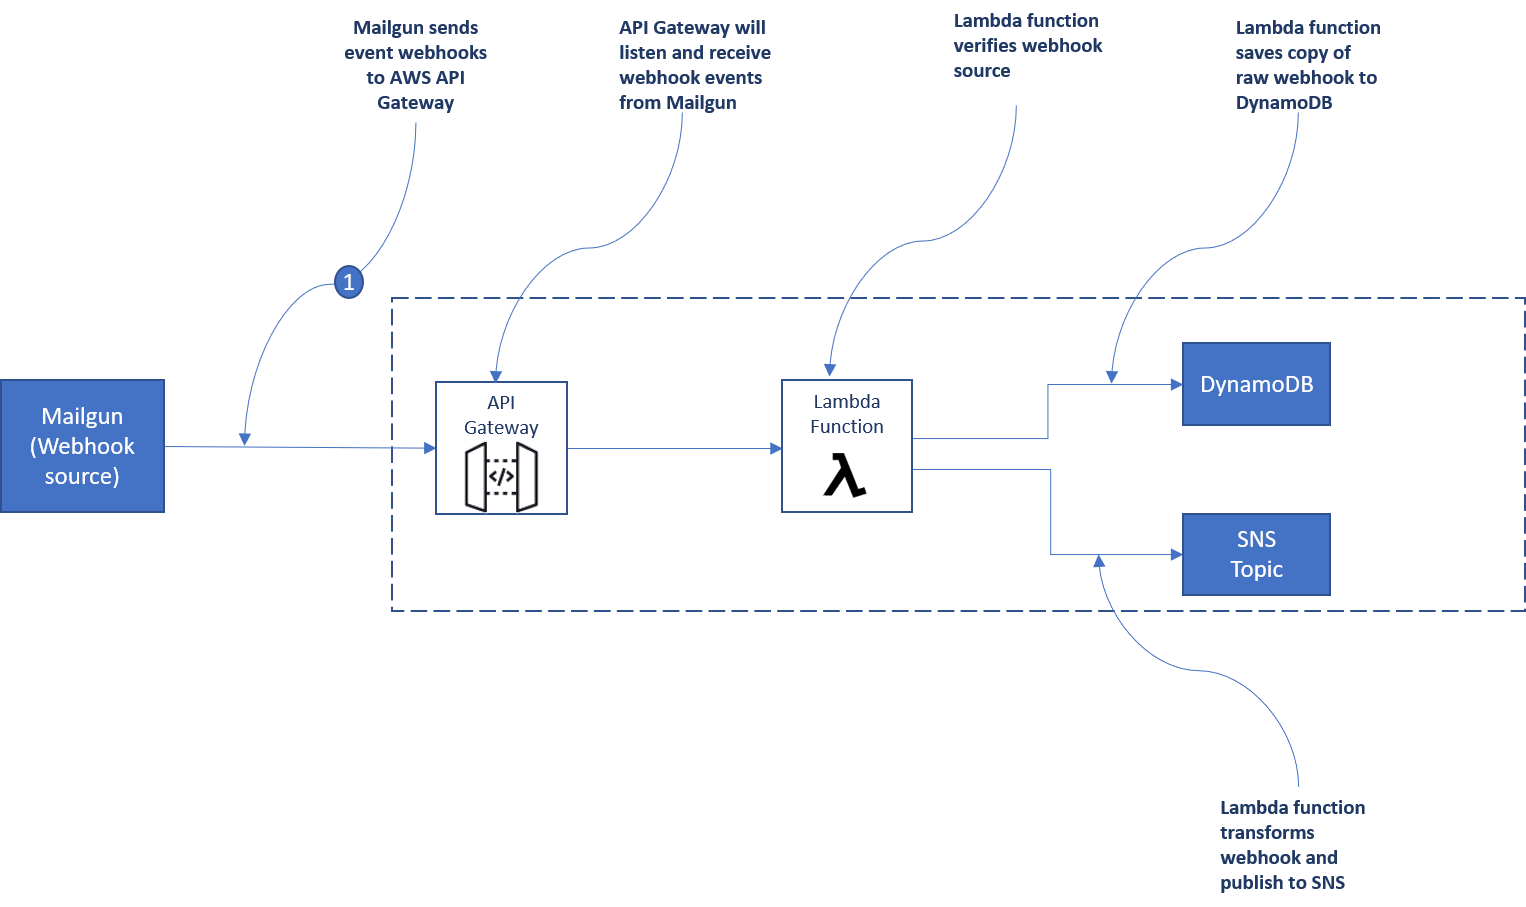 Mailgun sends
event webhooks
to AWS API
Gateway
API Gateway will
listen and receive
webhook events
from Mailgun
Lambda function
verifies webhook
source
Lambda function
saves copy of
raw webhook to
DynamoDB
1
Mailgun
(Webhook
source)
API
Gateway
</>
Lambda
Function
λ
DynamoDB
SNS
Topic
Lambda function
transforms
webhook and
publish to SNS